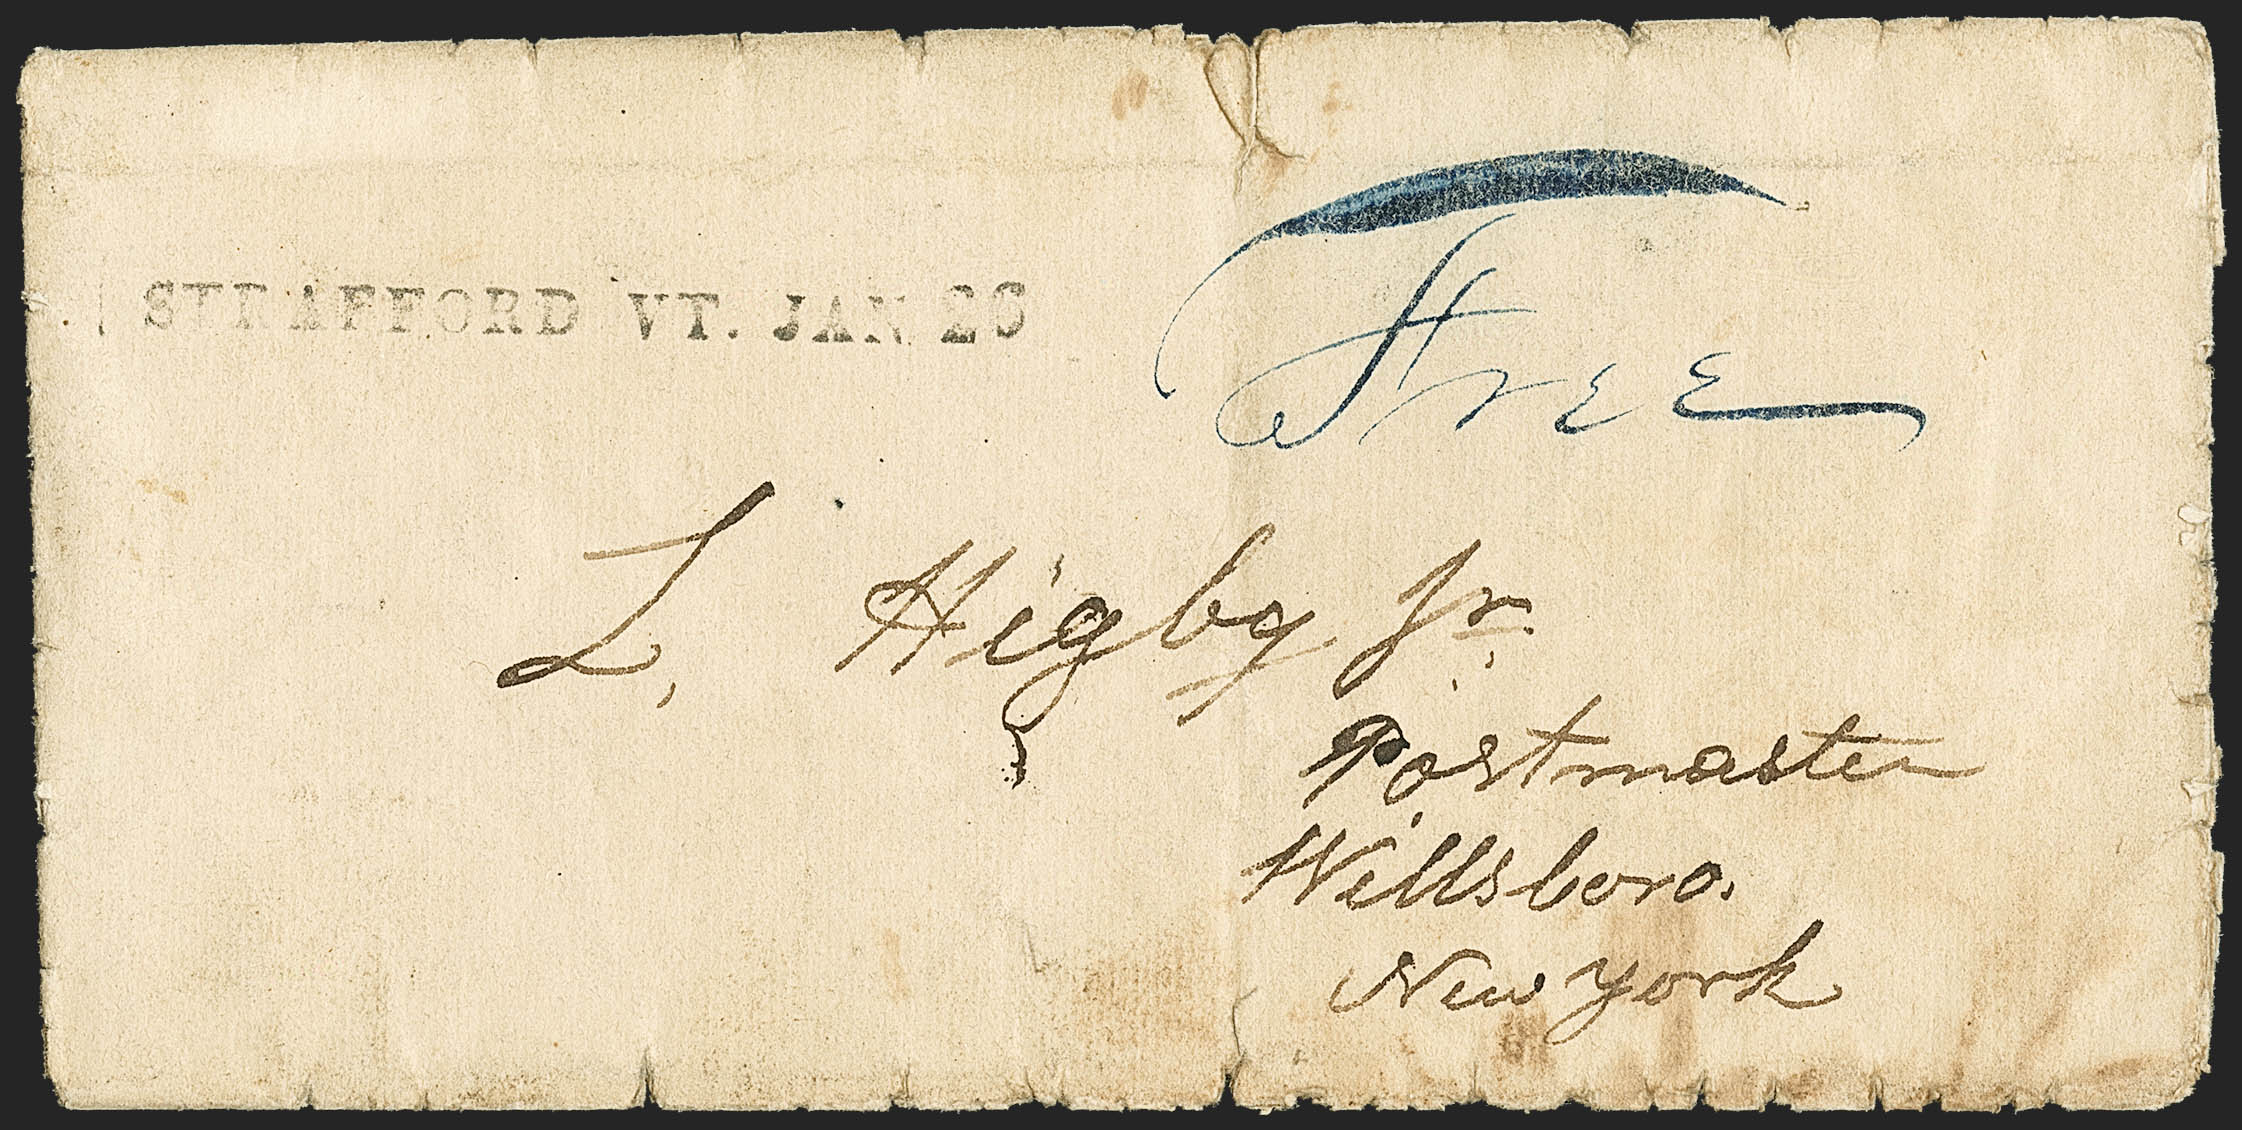 STRAFFORD VT. JAN 26
Free
L. Higby Jr.
Postmaster
Willsboro.
New York